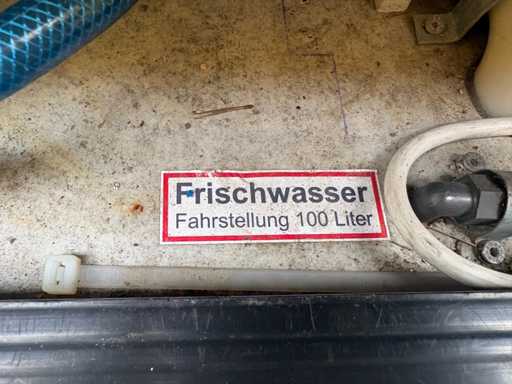 Frischwasser
Fahrstellung 100 Liter